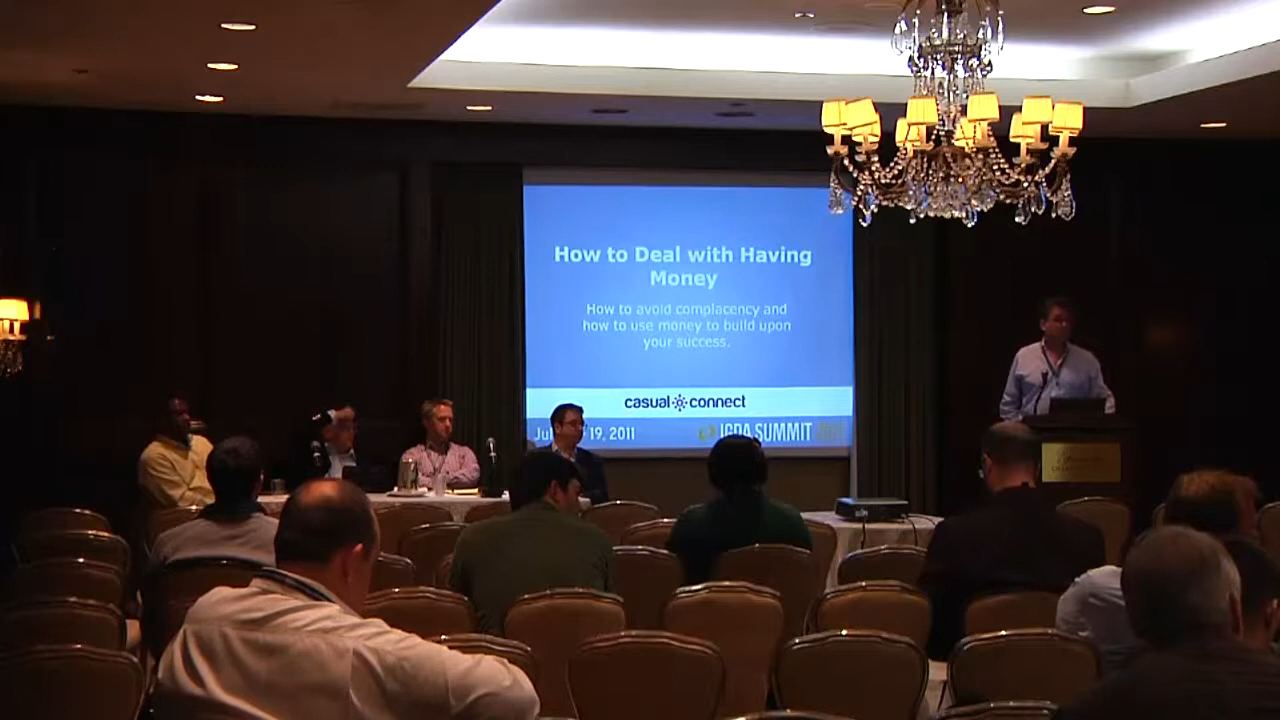 How to Deal with Having
Money
How to avoid complacency and
how to use money to build upon
your success.
casual connect
19, 2011
IGDA SUMMIT